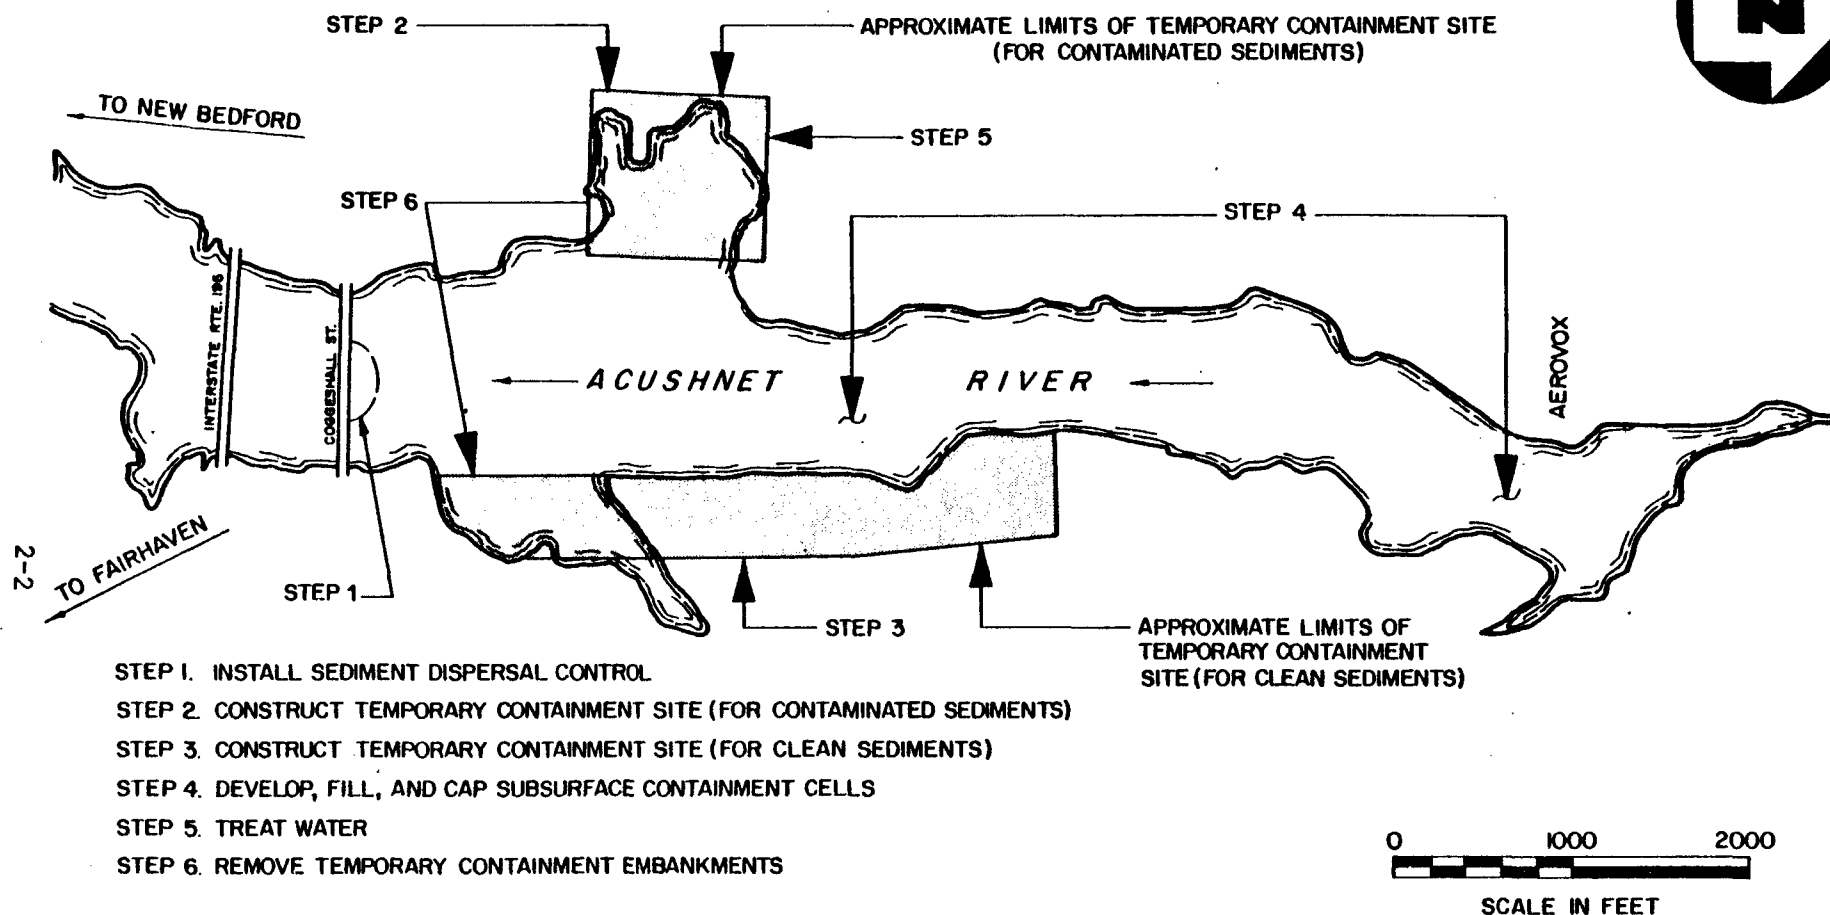 STEP 2
APPROXIMATE LIMITS OF TEMPORARY CONTAINMENT SITE
(FOR CONTAMINATED SEDIMENTS)
N
TO NEW BEDFORD
STEP 5
STEP 6
STEP 4
INTERSTATE RTE. 195
COGGESHALL ST.
ACUSHNET RIVER
AEROVOX
2-2
TO FAIRHAVEN
STEP 1
STEP 3
APPROXIMATE LIMITS OF
TEMPORARY CONTAINMENT
SITE (FOR CLEAN SEDIMENTS)
STEP 1. INSTALL SEDIMENT DISPERSAL CONTROL
STEP 2. CONSTRUCT TEMPORARY CONTAINMENT SITE (FOR CONTAMINATED SEDIMENTS)
STEP 3. CONSTRUCT TEMPORARY CONTAINMENT SITE (FOR CLEAN SEDIMENTS)
STEP 4. DEVELOP, FILL, AND CAP SUBSURFACE CONTAINMENT CELLS
STEP 5. TREAT WATER
STEP 6. REMOVE TEMPORARY CONTAINMENT EMBANKMENTS
0 1000 2000
SCALE IN FEET